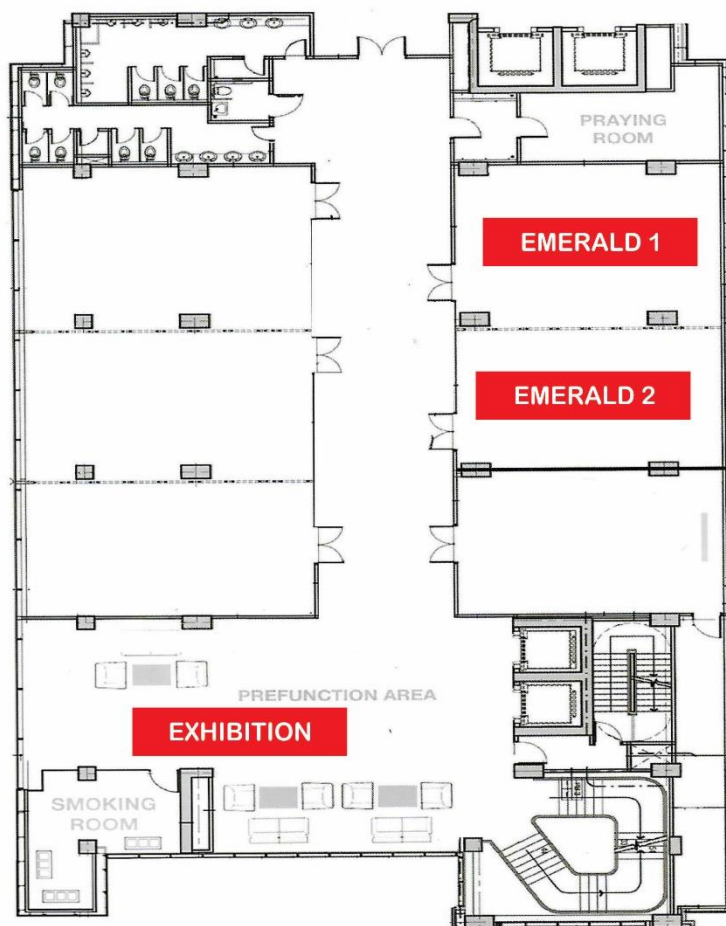 PRAYING
ROOM
EMERALD 1
EMERALD 2
PREFUNCTION AREA
EXHIBITION
SMOKING
ROOM